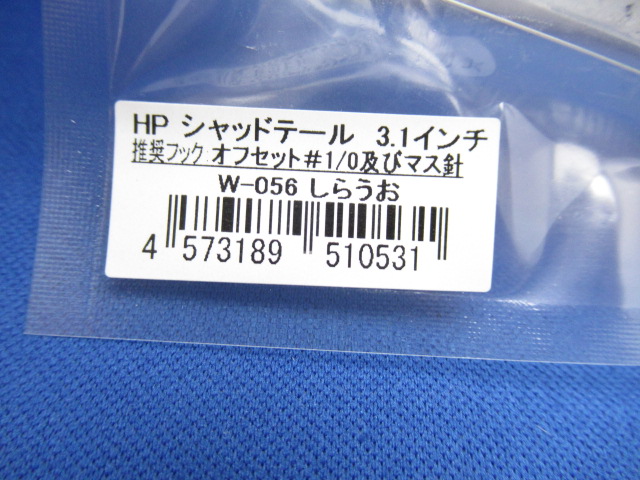 HP シャッドテール 3.1インチ
推奨フック:オフセット#1/0及びマス針
W-056 しらうお
4 573189 510531